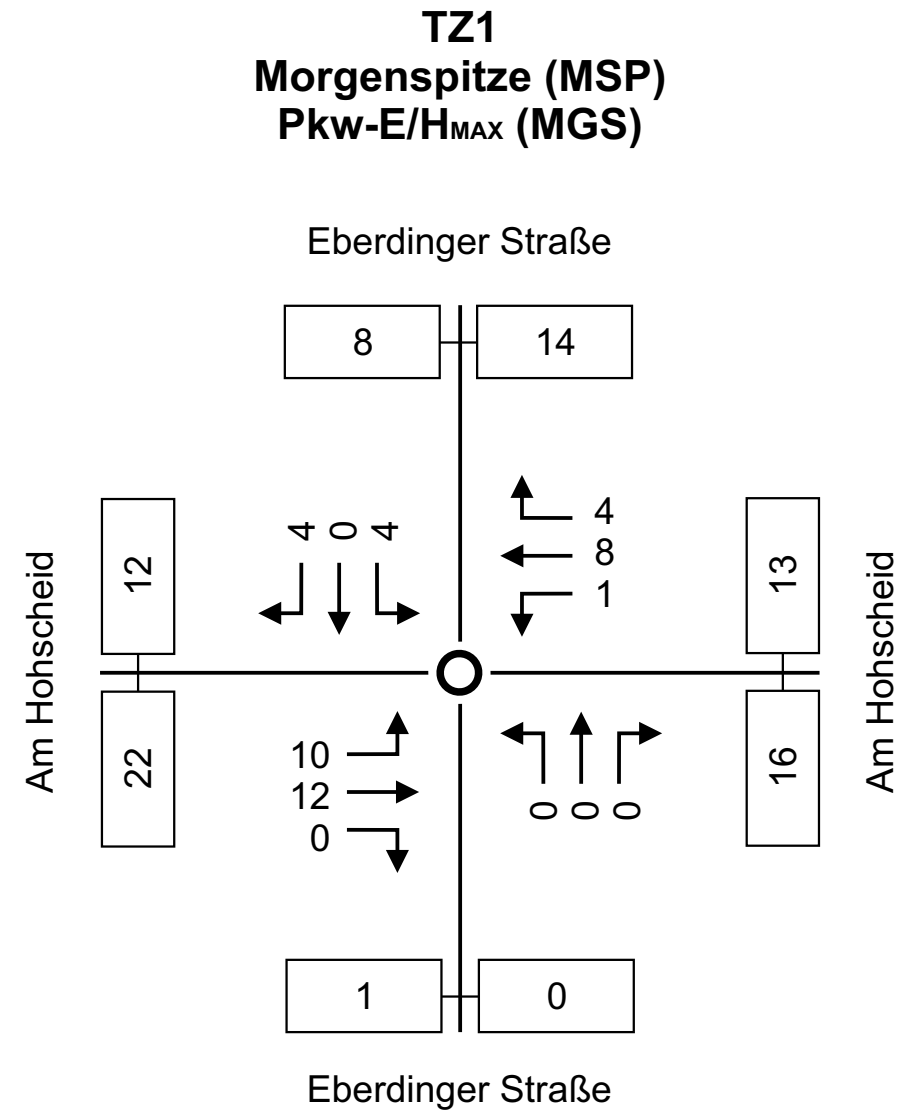 TZ1
Morgenspitze (MSP)
Pkw-E/HMAX (MGS)
Eberdinger Straße
8
14
4
0
4
4
8
1
12
22
13
16
Am Hohscheid
Am Hohscheid
10
12
0
0
0
0
1
0
Eberdinger Straße